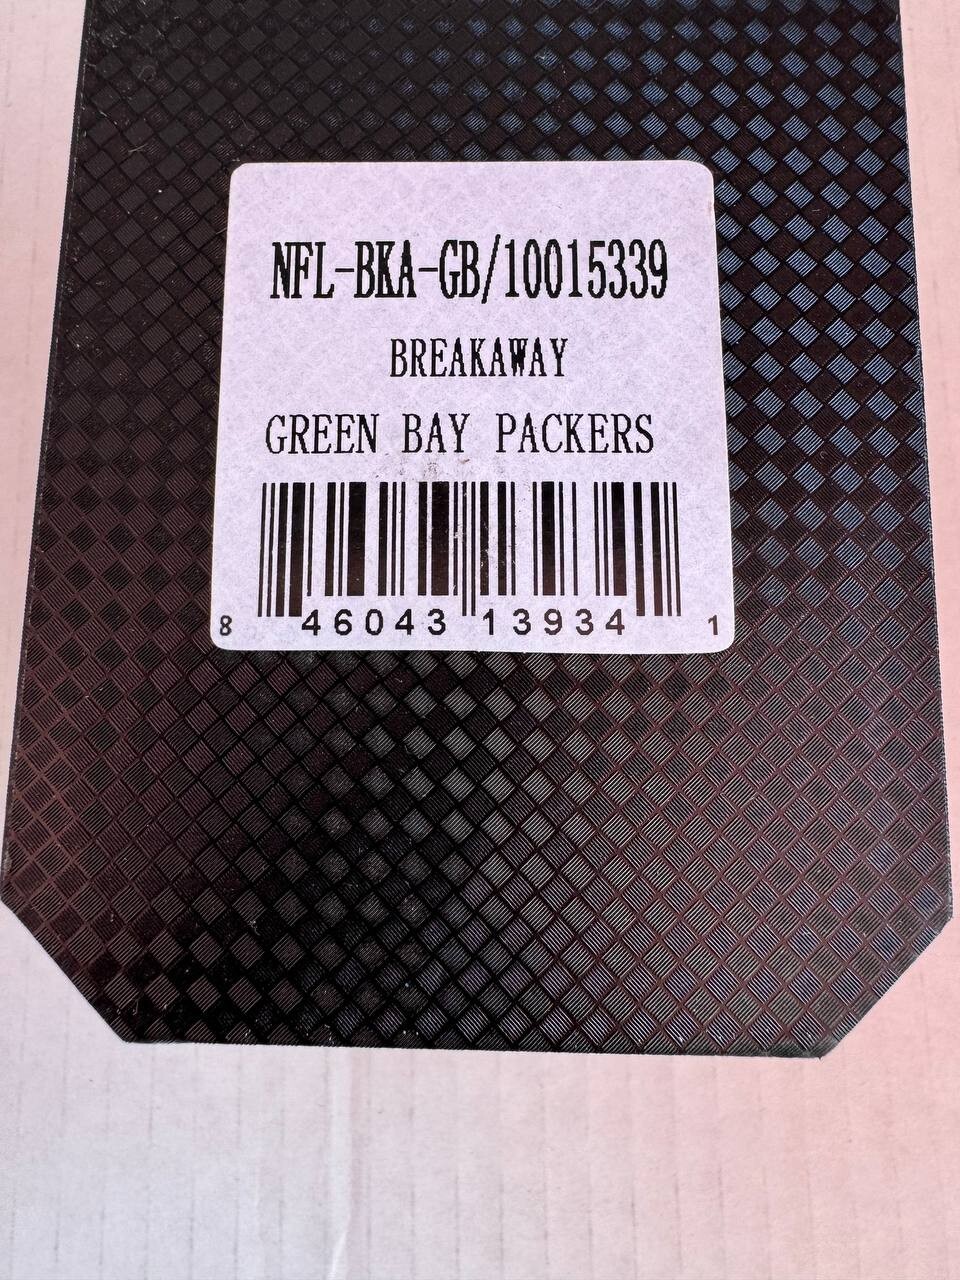 NFL-BKA-GB/10015339
BREAKAWAY
GREEN BAY PACKERS
8 46043 13934 1